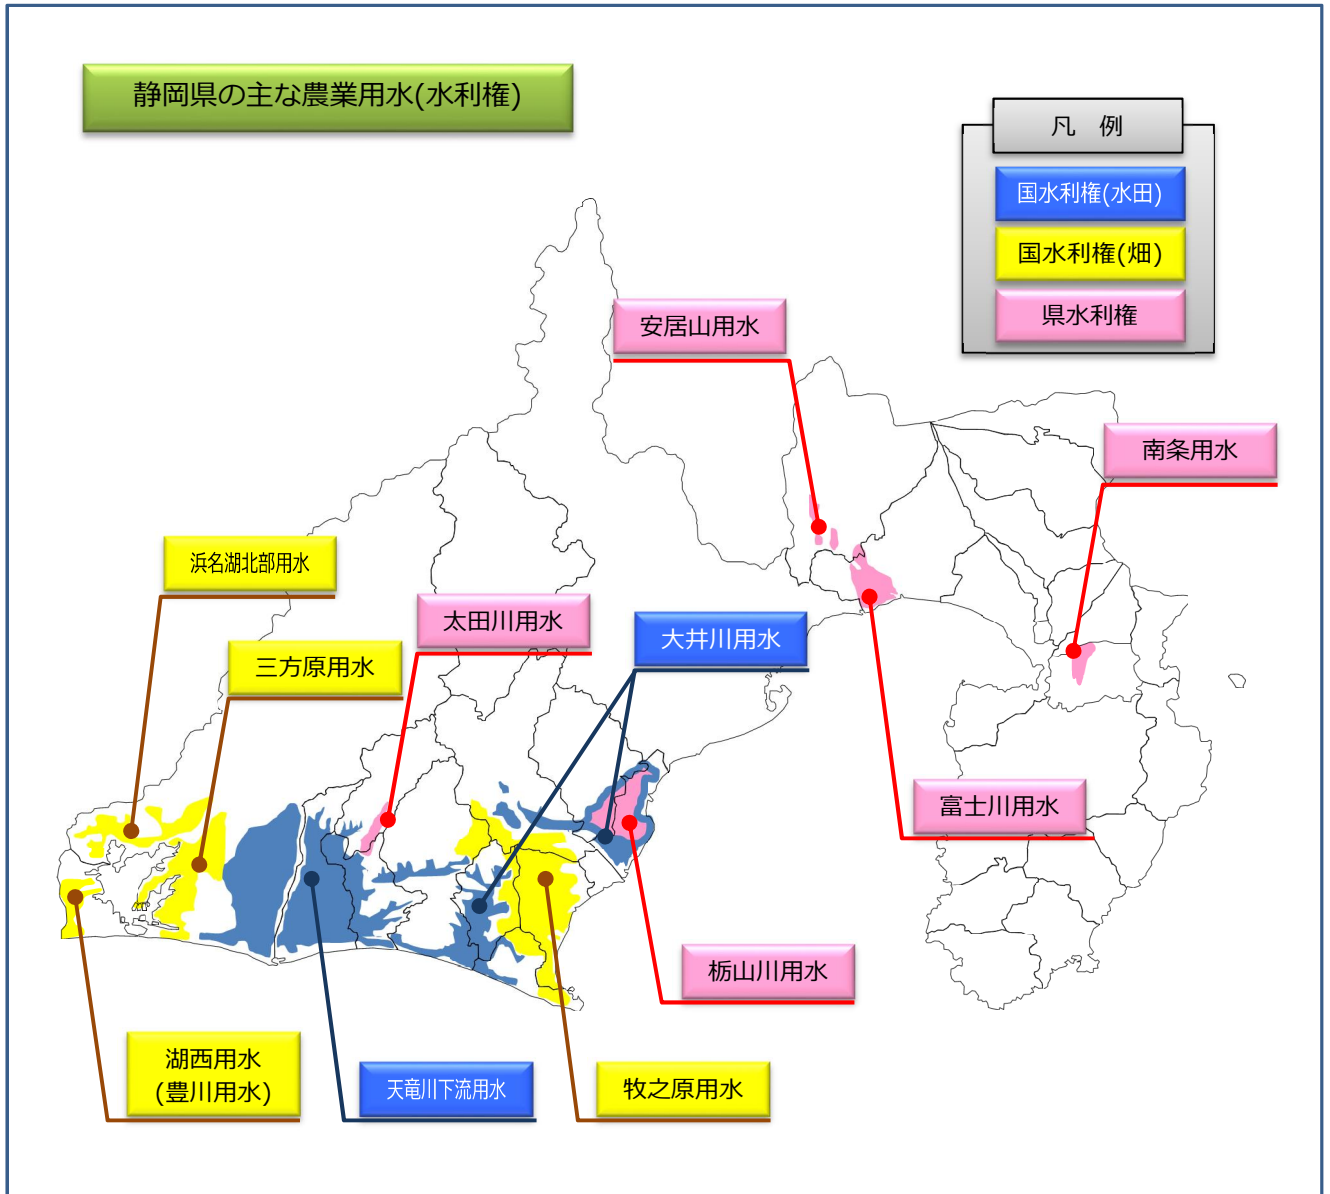 静岡県の主な農業用水(水利権)
凡　例
国水利権(水田)
国水利権(畑)
県水利権
安居山用水
南条用水
浜名湖北部用水
太田川用水
大井川用水
三方原用水
富士川用水
栃山川用水
湖西用水
(豊川用水)
天竜川下流用水
牧之原用水